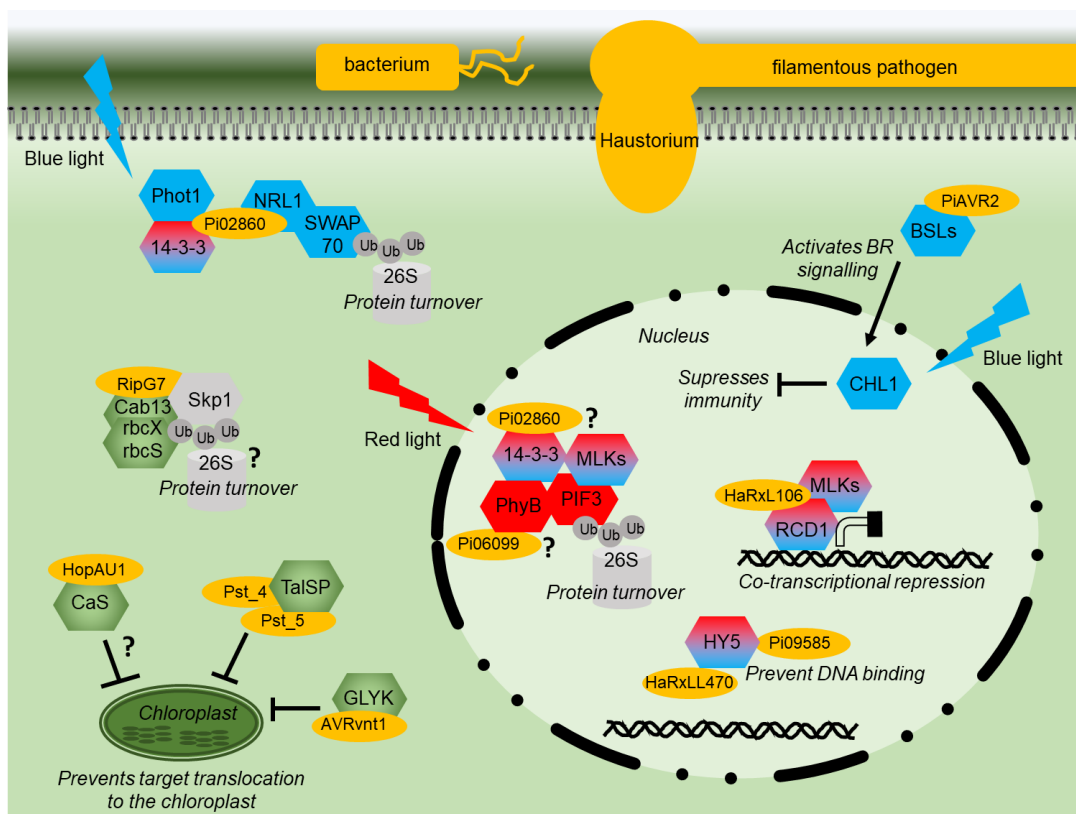 bacterium
filamentous pathogen
Haustorium
Blue light
Phot1
NRL1
Pi02860
14-3-3
SWAP
70
Ub
Ub
Ub
26S
Protein turnover
PiAVR2
BSLs
Activates BR
signalling
Nucleus
Blue light
CHL1
Supresses
immunity
RipG7
Cab13
Skp1
rbcX
rbcS
Ub
Ub
Ub
26S
?
Protein turnover
Red light
Pi02860
?
14-3-3
MLKs
PhyB
PIF3
Ub
Ub
Ub
Pi06099
?
26S
Protein turnover
MLKs
HaRxL106
RCD1
Co-transcriptional repression
HopAU1
CaS
?
Pst_4
TaISP
Pst_5
GLYK
AVRvnt1
Chloroplast
Prevents target translocation
to the chloroplast
HY5
Pi09585
HaRxLL470
Prevent DNA binding